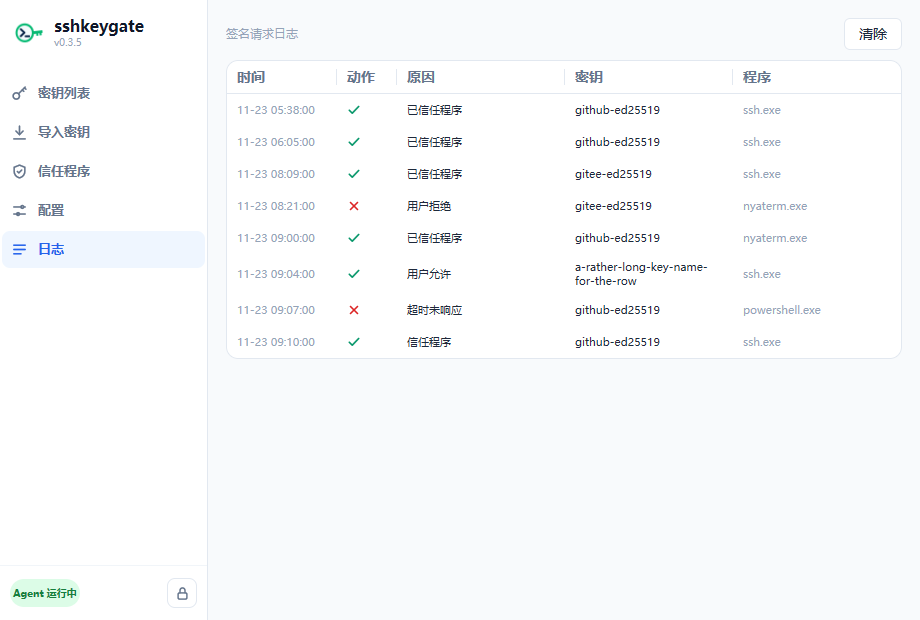 sshkeygate
v0.3.5
密钥列表
导入密钥
信任程序
配置
日志
Agent 运行中
签名请求日志
清除
时间 动作 原因 密钥 程序
11-23 05:38:00 已信任程序 github-ed25519 ssh.exe
11-23 06:05:00 已信任程序 github-ed25519 ssh.exe
11-23 08:09:00 已信任程序 gitee-ed25519 ssh.exe
11-23 08:21:00 用户拒绝 gitee-ed25519 nyaterm.exe
11-23 09:00:00 已信任程序 github-ed25519 nyaterm.exe
11-23 09:04:00 用户允许 a-rather-long-key-name-
for-the-row ssh.exe
11-23 09:07:00 超时未响应 github-ed25519 powershell.exe
11-23 09:10:00 信任程序 github-ed25519 ssh.exe